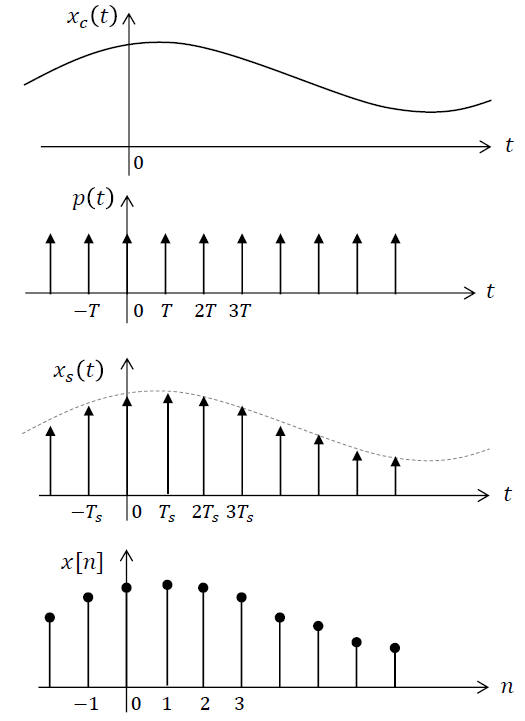 x_c(t)
t
0
p(t)
t
−T 0 T 2T 3T
x_s(t)
t
−T_s 0 T_s 2T_s 3T_s
x[n]
n
−1 0 1 2 3